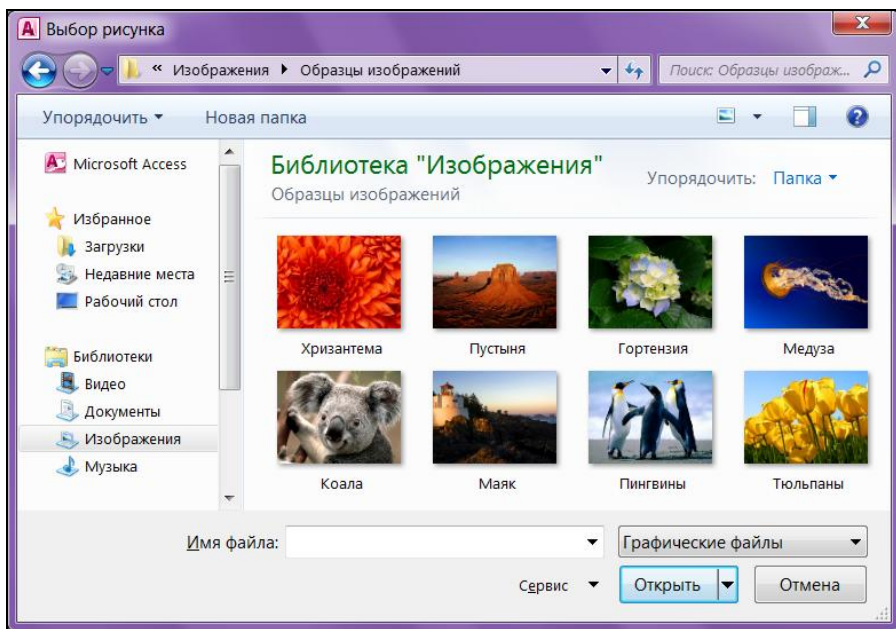 Выбор рисунка
« Изображения Образцы изображений
Поиск: Образцы изображ...
Упорядочить Новая папка
Microsoft Access
Избранное
Загрузки
Недавние места
Рабочий стол
Библиотеки
Видео
Документы
Изображения
Музыка
Библиотека "Изображения"
Образцы изображений
Упорядочить: Папка
Хризантема Пустыня Гортензия Медуза
Коала Маяк Пингвины Тюльпаны
Имя файла:
Графические файлы
Сервис Открыть Отмена